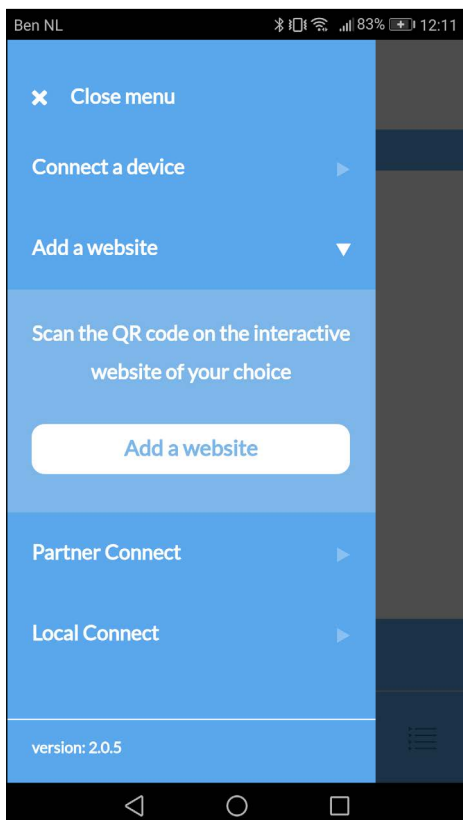 Ben NL 83% 12:11
Close menu
Connect a device
Add a website
Scan the QR code on the interactive
website of your choice
Add a website
Partner Connect
Local Connect
version: 2.0.5